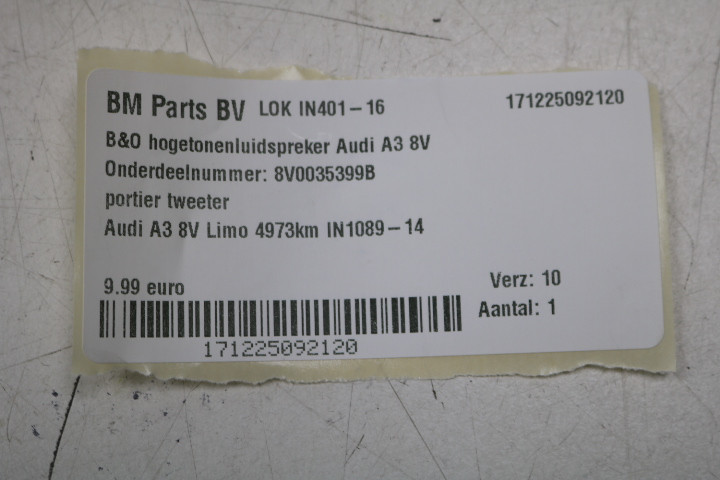 BM Parts BV LOK IN401-16 171225092120
B&O hogetonenluidspreker Audi A3 8V
Onderdeelnummer: 8V0035399B
portier tweeter
Audi A3 8V Limo 4973km IN1089-14
9.99 euro Verz: 10
Aantal: 1
171225092120